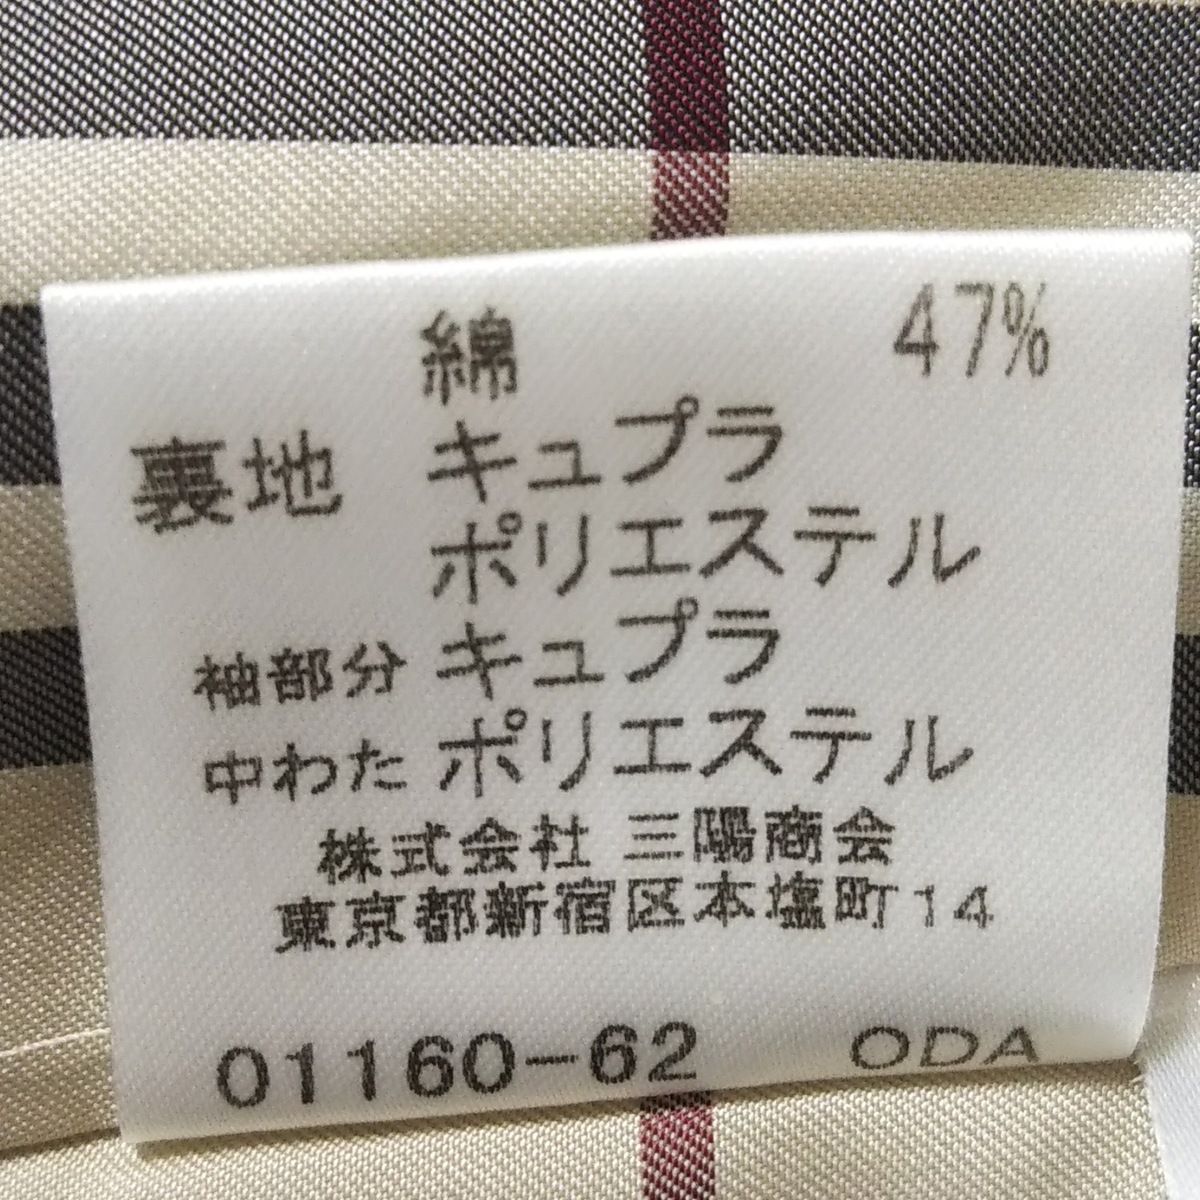 綿 47%
裏地 キュプラ
ポリエステル
袖部分 キュプラ
中わた ポリエステル
株式会社 三陽商会
東京都新宿区本塩町14
01160-62 ODA